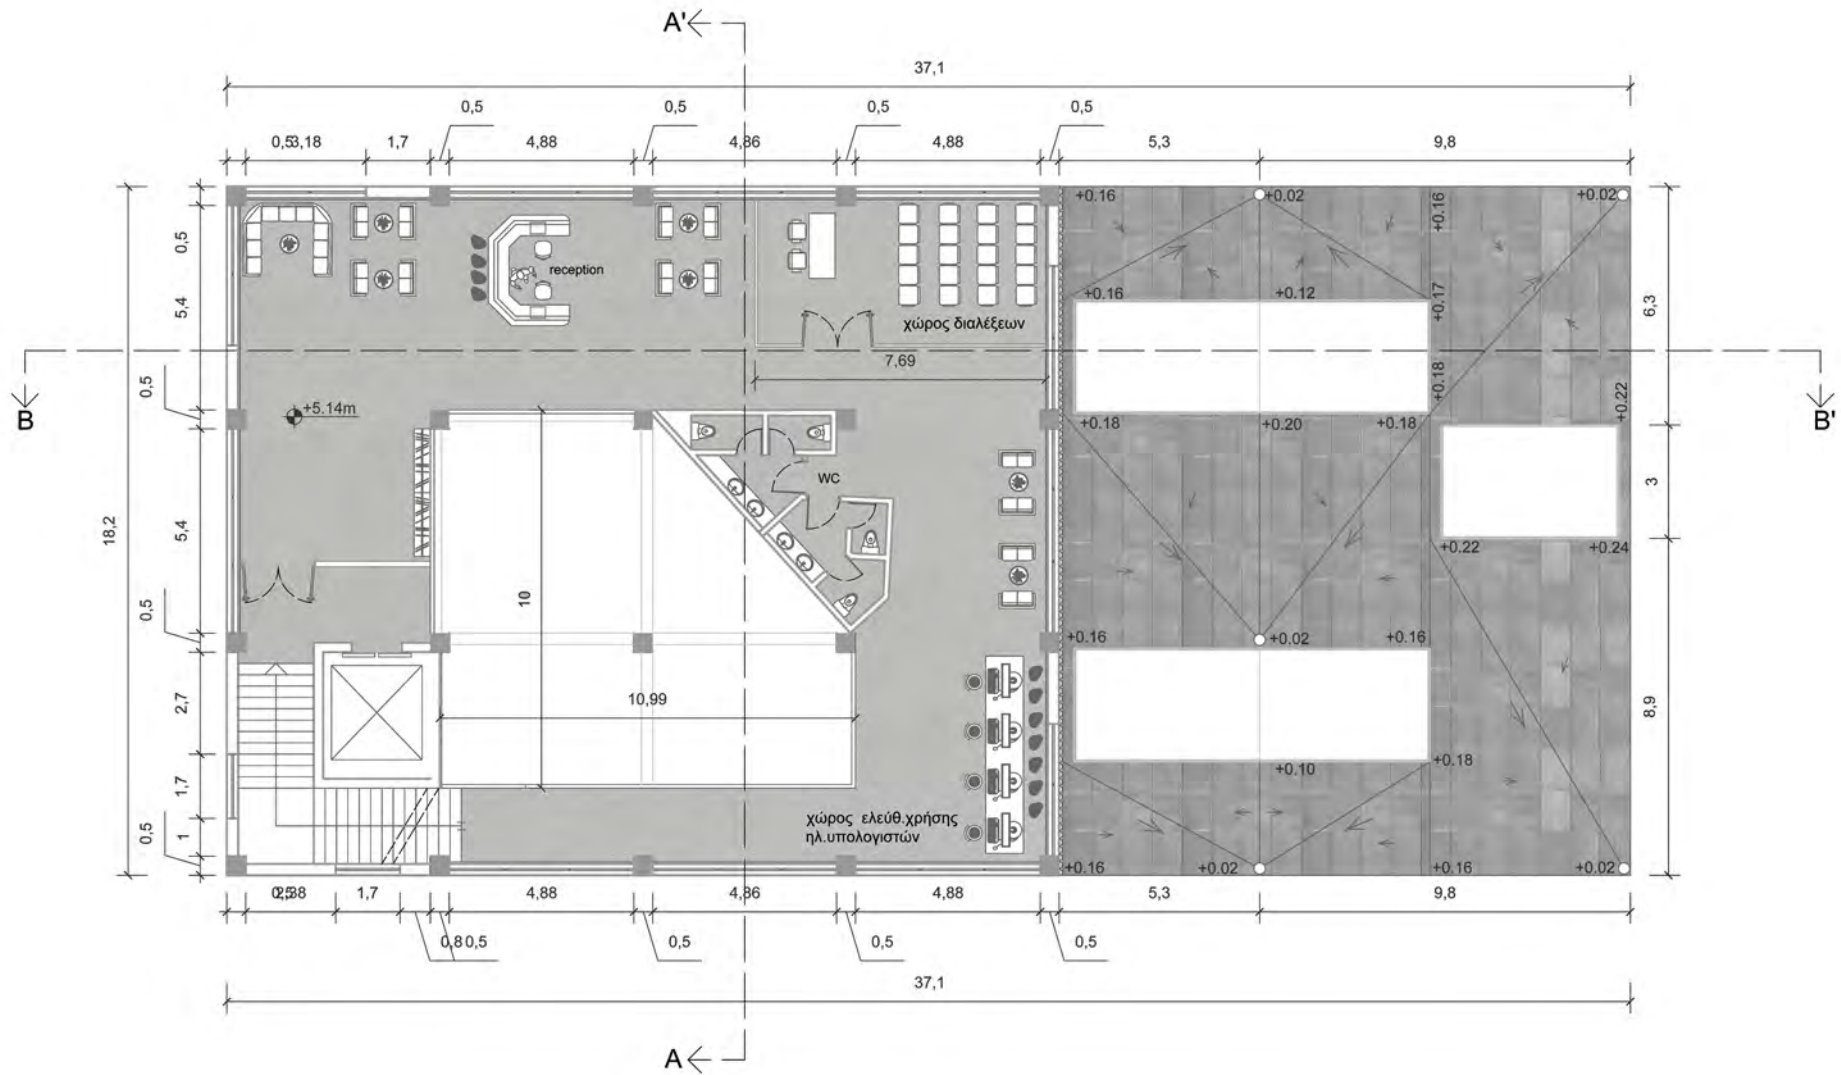 A'
37,1
0,5 0,5 0,5 0,5
0,5 3,18 1,7 4,88 4,86 4,88 5,3 9,8
+0.16 +0.02 +0.16 +0.02
0,5
reception
5,4
+0.16 +0.12 +0.17
6,3
χώρος διαλέξεων
7,69
B B'
0,5
+0.18
+5.14m
+0.22
+0.18 +0.20 +0.18
WC
3
18,2
5,4
+0.22 +0.24
10
0,5
+0.16 +0.02 +0.16
10,99
2,7
8,9
+0.10 +0.18
1,7
χώρος ελεύθ.χρήσης
ηλ.υπολογιστών
0,5 1
+0.16 +0.02 +0.16 +0.02
1,7 4,88 4,86 4,88 5,3 9,8
0,8 0,5 0,5 0,5 0,5
37,1
A